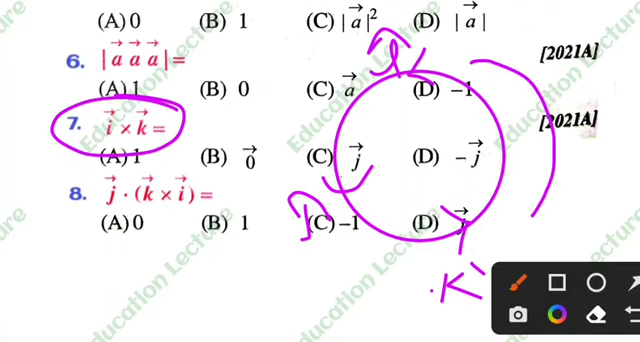 (A) 0 (B) 1 (C) |a⃗|² (D) |a⃗|
6. |a⃗ a⃗ a⃗| = [2021A]
(A) 1 (B) 0 (C) a⃗ (D) –1
7. i⃗ × k⃗ = [2021A]
(A) 1 (B) 0⃗ (C) j⃗ (D) –j⃗
8. j⃗ · (k⃗ × i⃗) =
(A) 0 (B) 1 (C) –1 (D) j⃗
K
Education Lecture